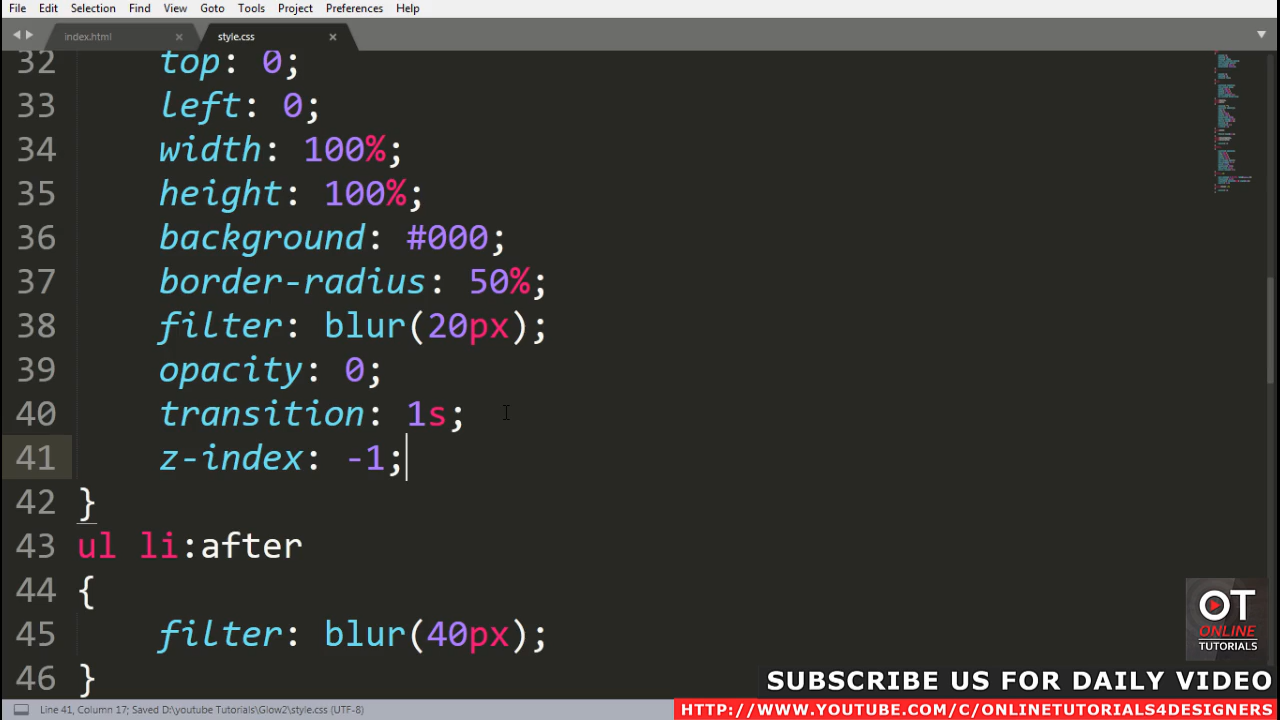 File Edit Selection Find View Goto Tools Project Preferences Help
index.html × style.css ×
32 top: 0;
33 left: 0;
34 width: 100%;
35 height: 100%;
36 background: #000;
37 border-radius: 50%;
38 filter: blur(20px);
39 opacity: 0;
40 transition: 1s;
41 z-index: -1;
42 }
43 ul li:after
44 {
45 filter: blur(40px);
46 }
OT
ONLINE
TUTORIALS
SUBSCRIBE US FOR DAILY VIDEO
Line 41, Column 17; Saved D:\youtube Tutorials\Glow2\style.css (UTF-8)
HTTP://WWW.YOUTUBE.COM/C/ONLINETUTORIALS4DESIGNERS